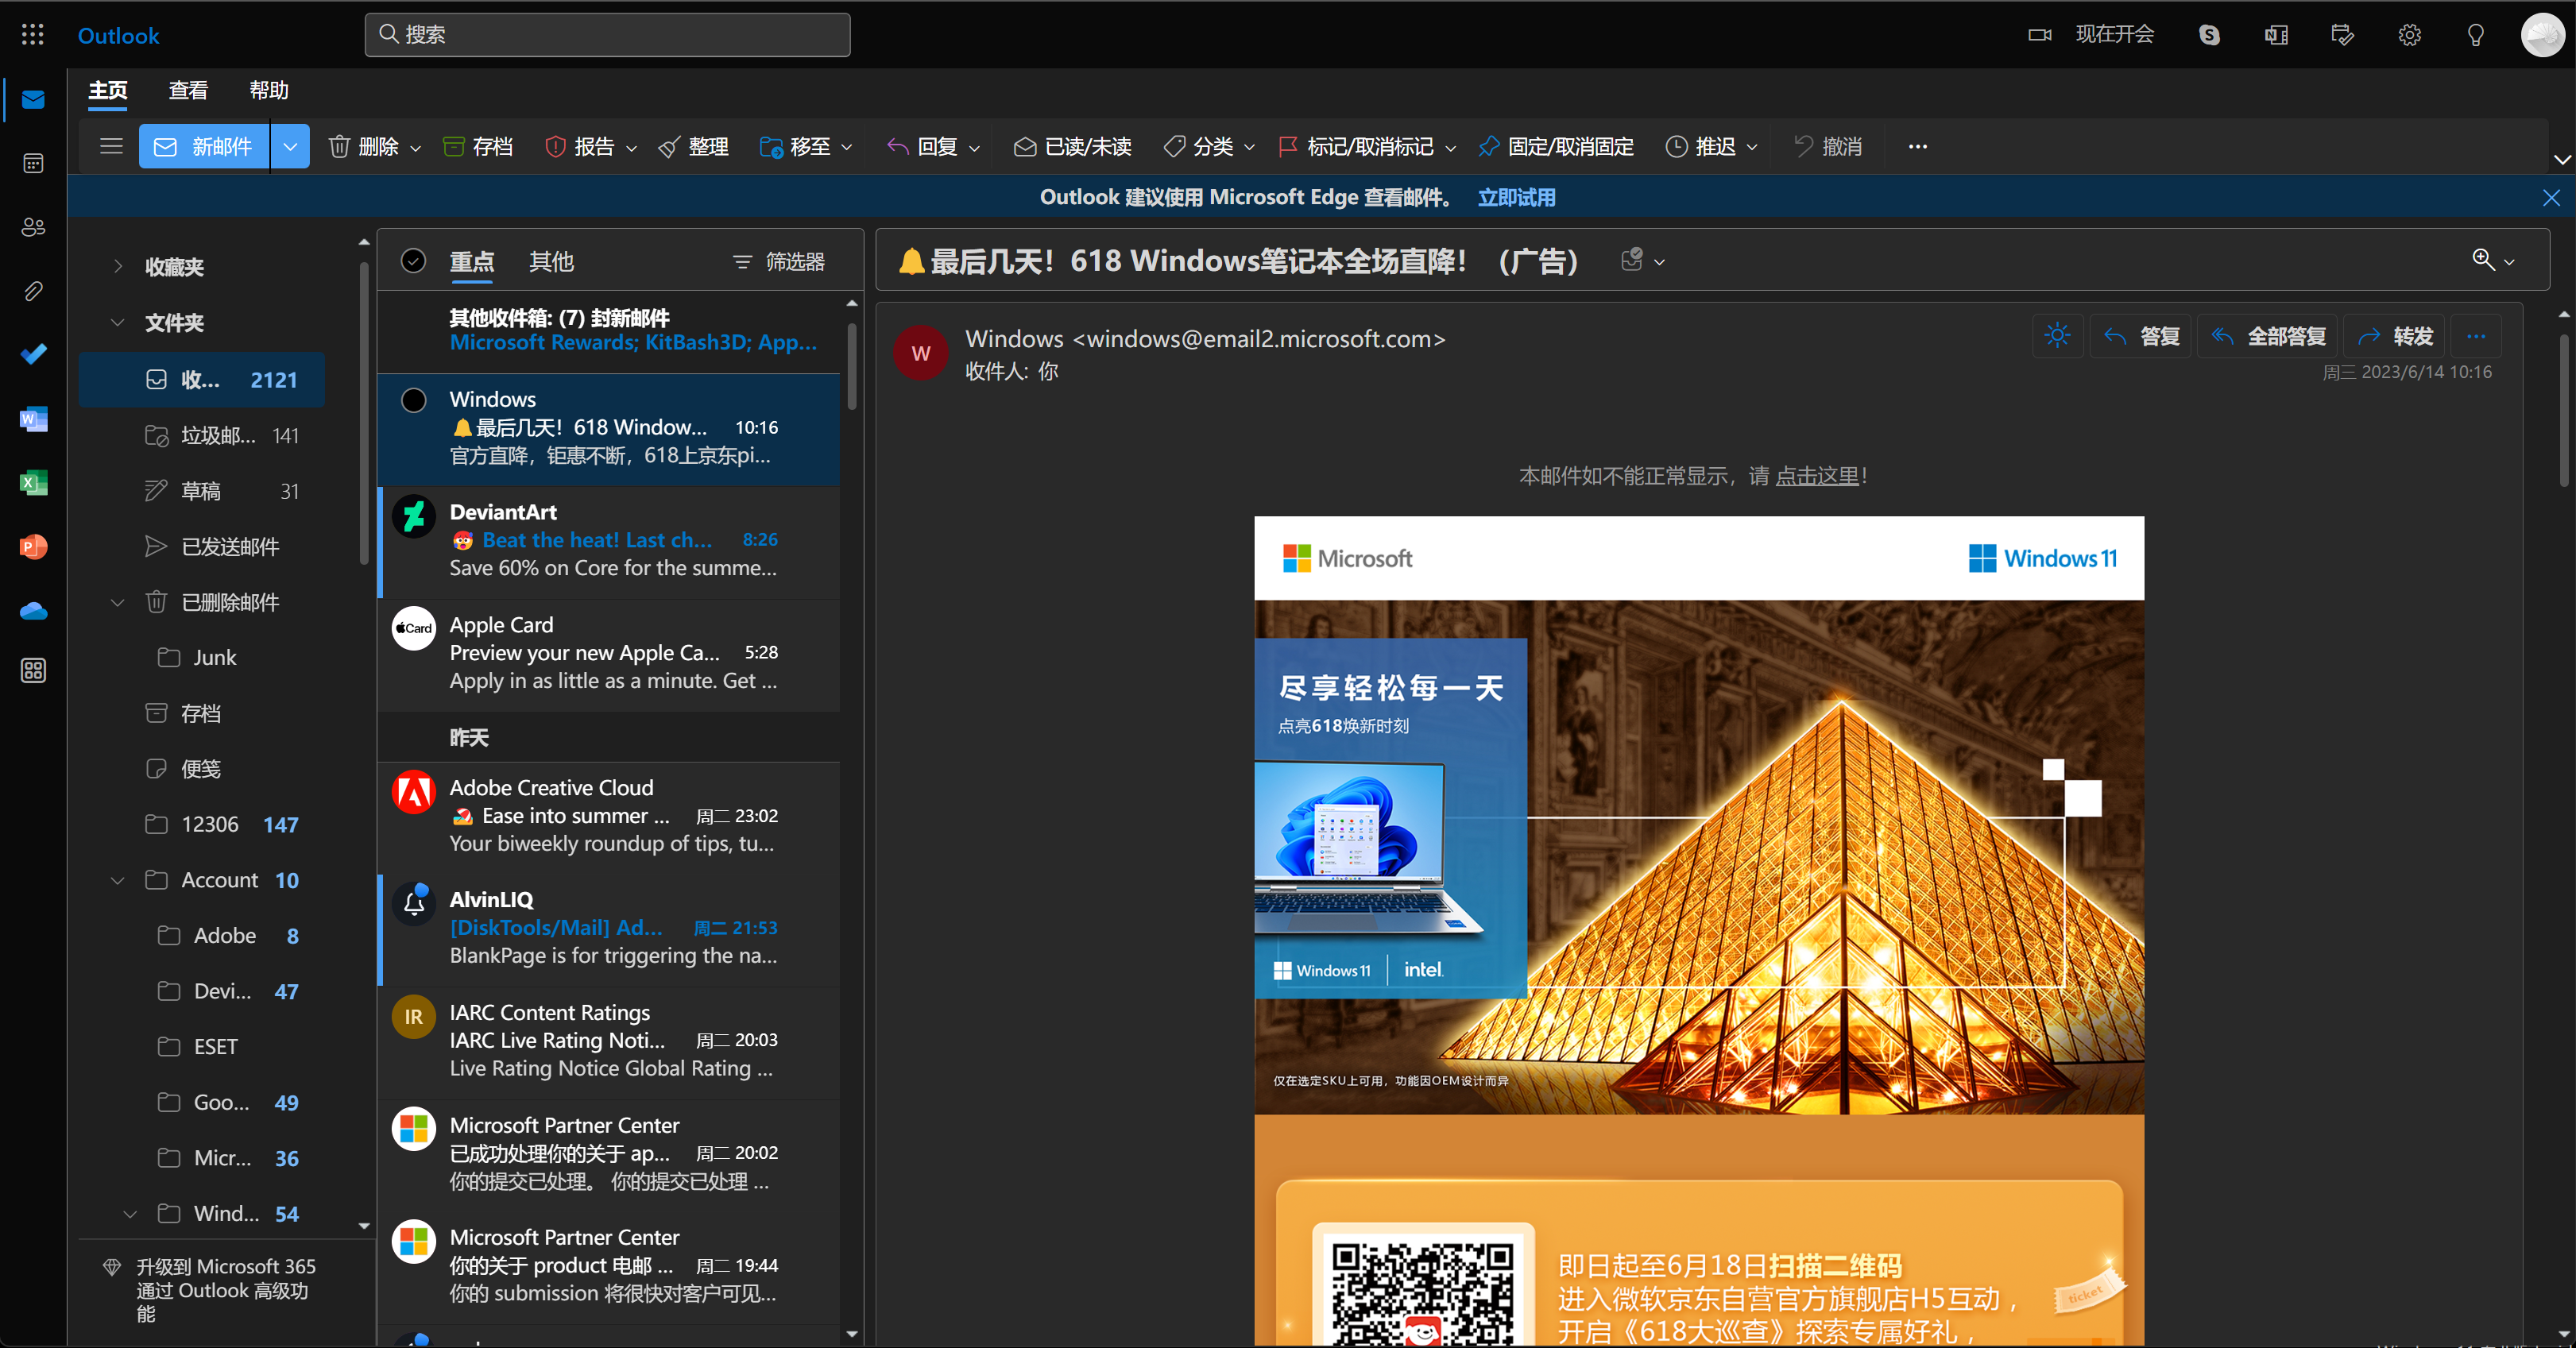 Outlook
搜索
现在开会
主页 查看 帮助
新邮件 删除 存档 报告 整理 移至 回复 已读/未读 分类 标记/取消标记 固定/取消固定 推迟 撤消
Outlook 建议使用 Microsoft Edge 查看邮件。 立即试用
收藏夹
文件夹
收... 2121
垃圾邮... 141
草稿 31
已发送邮件
已删除邮件
Junk
存档
便笺
12306 147
Account 10
Adobe 8
Devi... 47
ESET
Goo... 49
Micr... 36
Wind... 54
升级到 Microsoft 365
通过 Outlook 高级功
能
重点 其他 筛选器
其他收件箱: (7) 封新邮件
Microsoft Rewards; KitBash3D; App...
Windows
最后几天！618 Window... 10:16
官方直降，钜惠不断，618上京东pi...
DeviantArt
Beat the heat! Last ch... 8:26
Save 60% on Core for the summe...
Card
Apple Card
Preview your new Apple Ca... 5:28
Apply in as little as a minute. Get ...
昨天
Adobe Creative Cloud
Ease into summer ... 周二 23:02
Your biweekly roundup of tips, tu...
AlvinLIQ
[DiskTools/Mail] Ad... 周二 21:53
BlankPage is for triggering the na...
IR
IARC Content Ratings
IARC Live Rating Noti... 周二 20:03
Live Rating Notice Global Rating ...
Microsoft Partner Center
已成功处理你的关于 ap... 周二 20:02
你的提交已处理。 你的提交已处理 ...
Microsoft Partner Center
你的关于 product 电邮 ... 周二 19:44
你的 submission 将很快对客户可见...
最后几天！618 Windows笔记本全场直降！（广告）
W
Windows <windows@email2.microsoft.com>
收件人: 你
答复 全部答复 转发
周三 2023/6/14 10:16
本邮件如不能正常显示，请 点击这里！
Microsoft
Windows 11
尽享轻松每一天
点亮618焕新时刻
Windows 11 intel.
仅在选定SKU上可用，功能因OEM设计而异
即日起至6月18日扫描二维码
进入微软京东自营官方旗舰店H5互动，
开启《618大巡查》探索专属好礼，
ticket